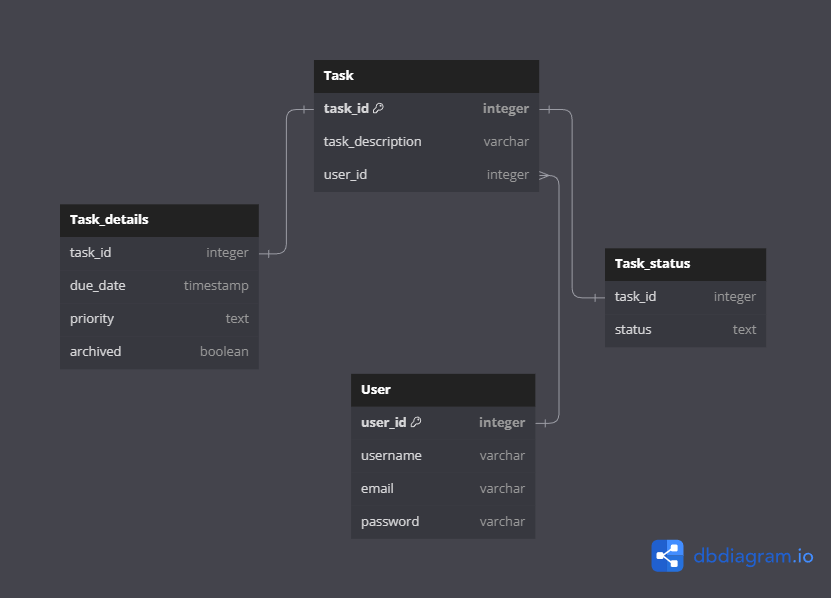 Task
task_id integer
task_description varchar
user_id integer
Task_details
task_id integer
due_date timestamp
priority text
archived boolean
Task_status
task_id integer
status text
User
user_id integer
username varchar
email varchar
password varchar
dbdiagram.io